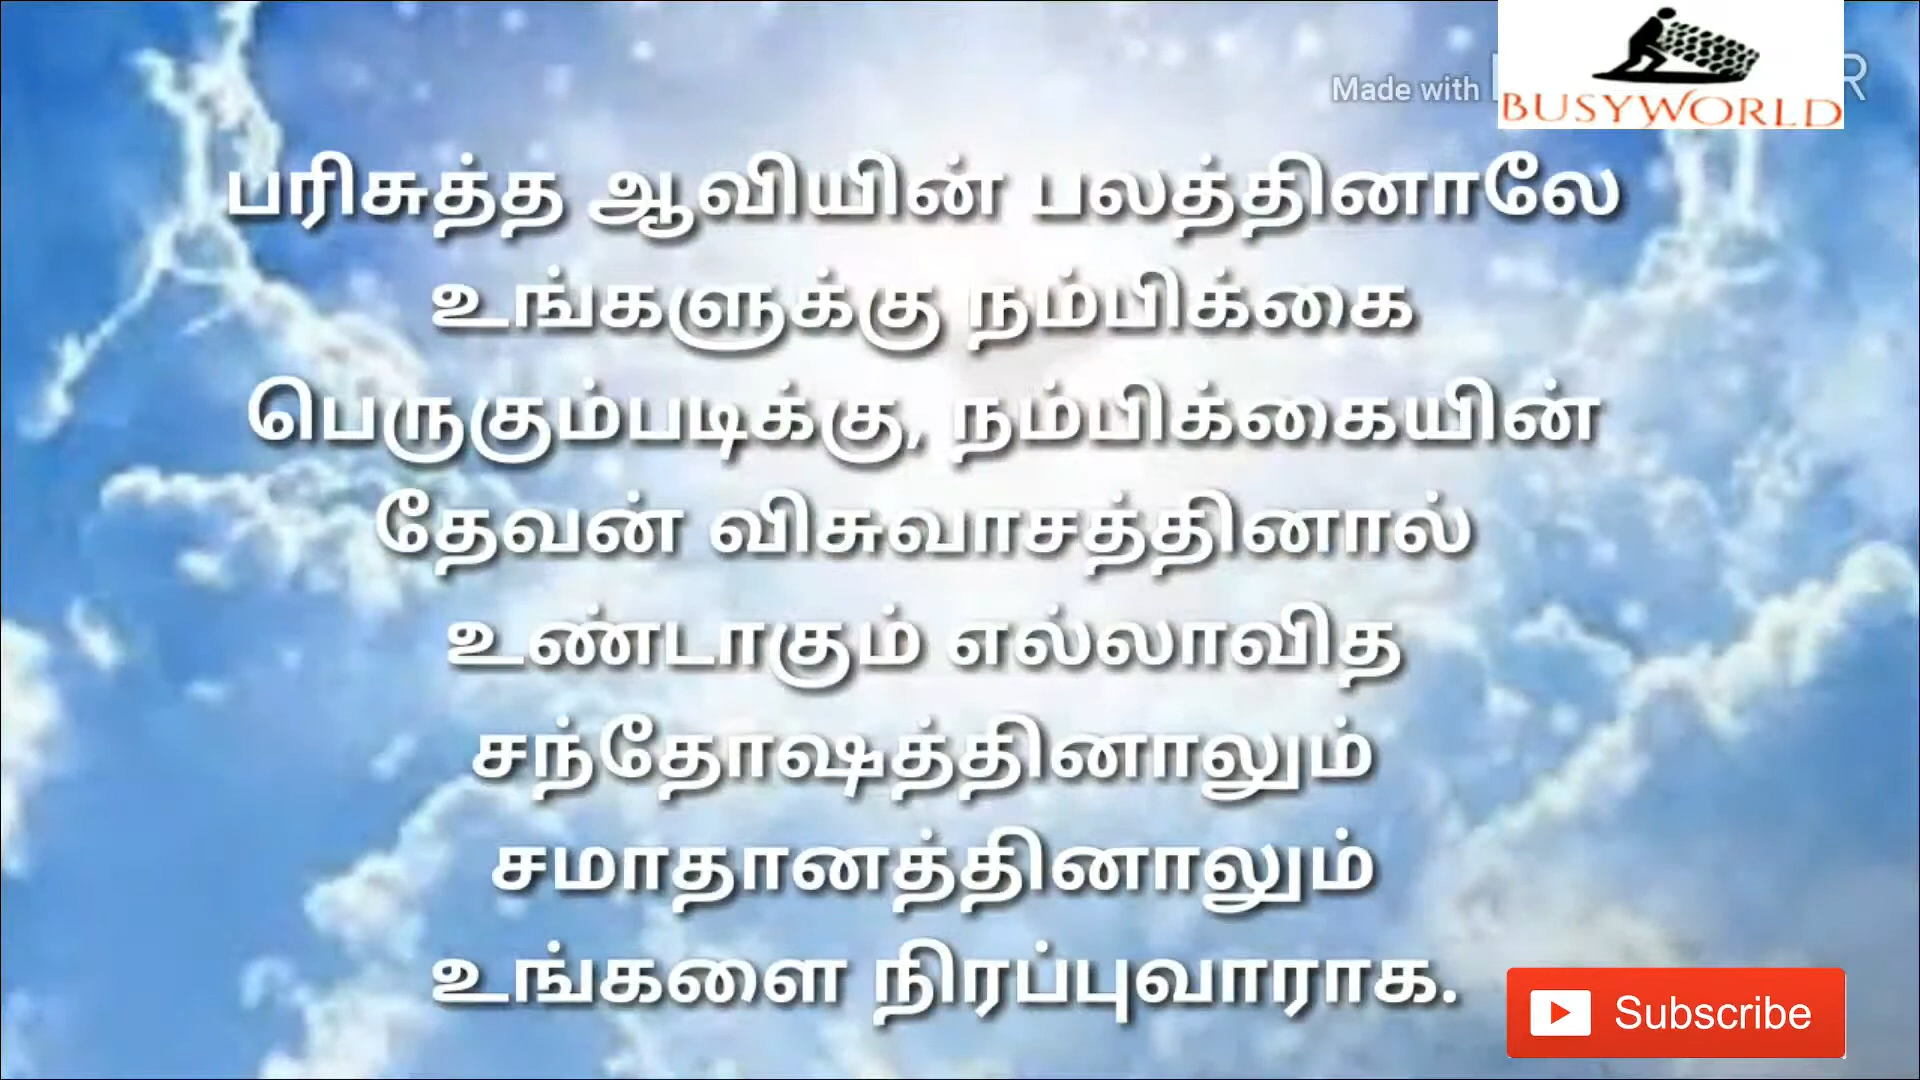 Made with
BUSYWORLD
பரிசுத்த ஆவியின் பலத்தினாலே
உங்களுக்கு நம்பிக்கை
பெருகும்படிக்கு, நம்பிக்கையின்
தேவன் விசுவாசத்தினால்
உண்டாகும் எல்லாவித
சந்தோஷத்தினாலும்
சமாதானத்தினாலும்
உங்களை நிரப்புவாராக.
Subscribe